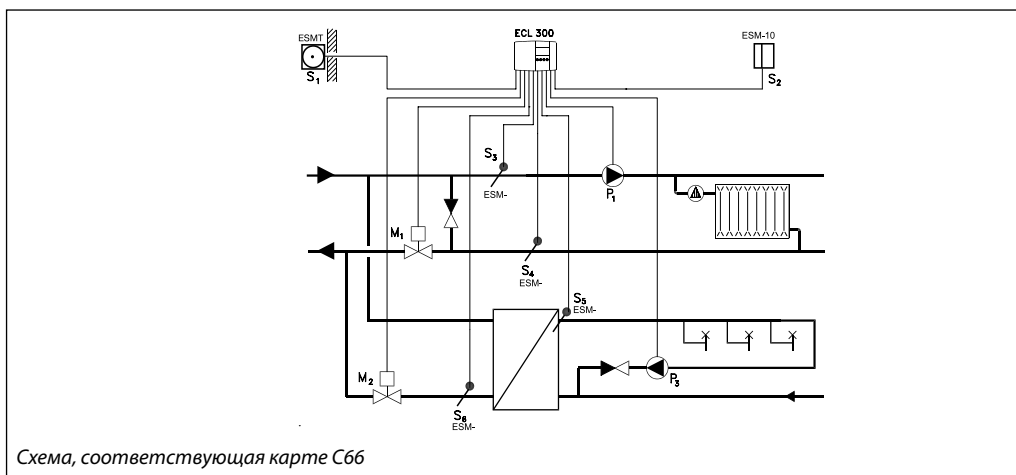 ESMT
S1
ECL 300
ESM-10
S2
S3
ESM-
P1
M1
S4
ESM-
S5
ESM-
M2
S6
ESM-
P3
Схема, соответствующая карте С66